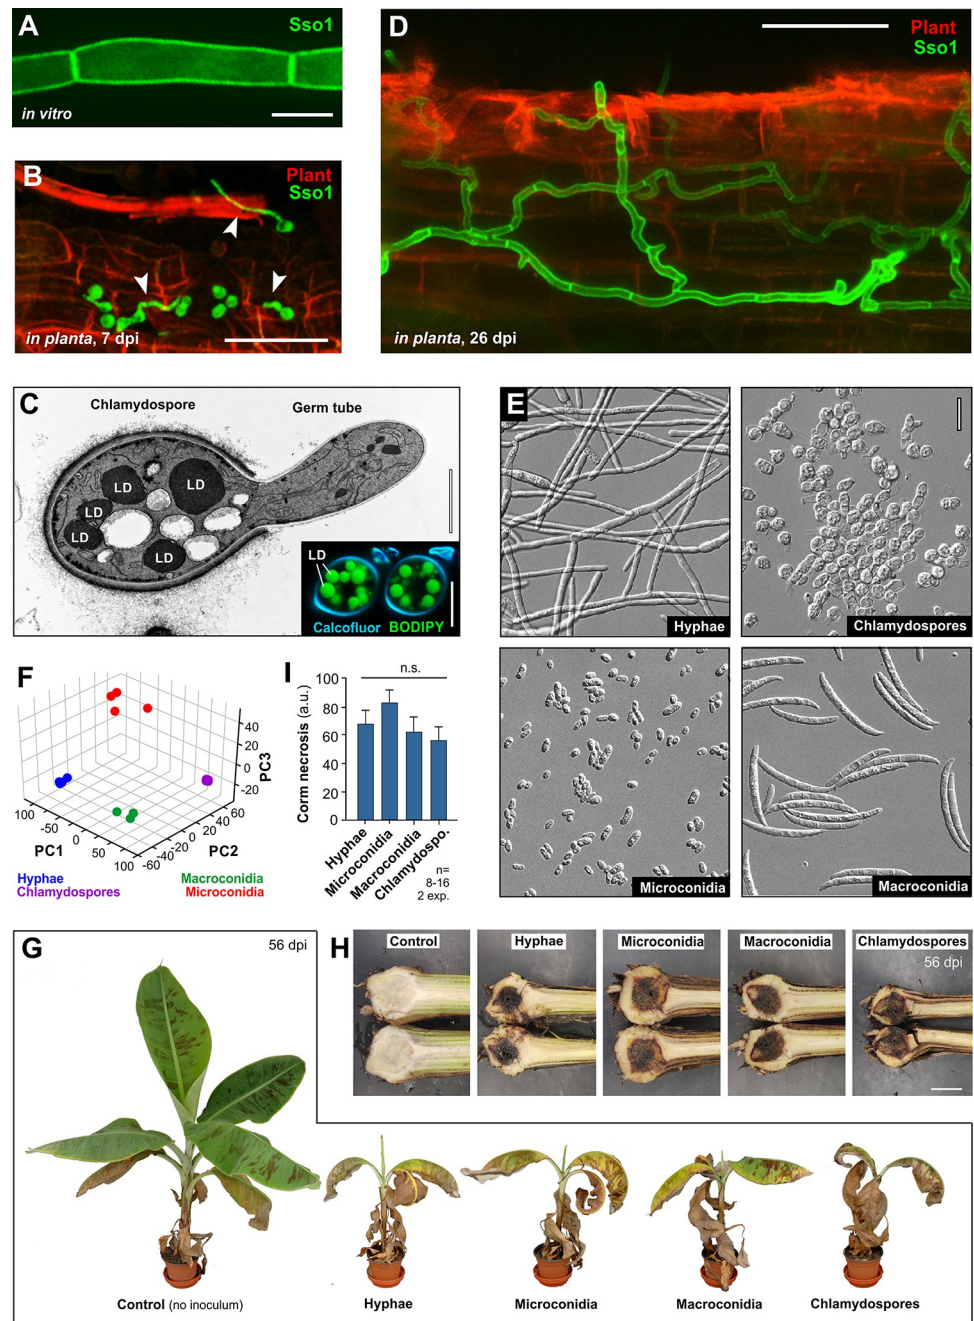 A
Sso1
in vitro
B
Plant
Sso1
in planta, 7 dpi
D
Plant
Sso1
in planta, 26 dpi
C
Chlamydospore
Germ tube
LD
LD
LD
LD
LD
LD
Calcofluor
BODIPY
E
Hyphae
Chlamydospores
Microconidia
Macroconidia
F
40
20
0
-20
PC3
100
-50
0
50
100
PC1
-60
-40
-20
0
20
40
60
PC2
Hyphae
Macroconidia
Chlamydospores
Microconidia
I
n.s.
100
80
60
40
20
0
Corm necrosis (a.u.)
Hyphae
Microconidia
Macroconidia
Chlamydospo.
n=
8-16
2 exp.
G
56 dpi
Control (no inoculum)
Hyphae
Microconidia
Macroconidia
Chlamydospores
H
Control
Hyphae
Microconidia
Macroconidia
Chlamydospores
56 dpi